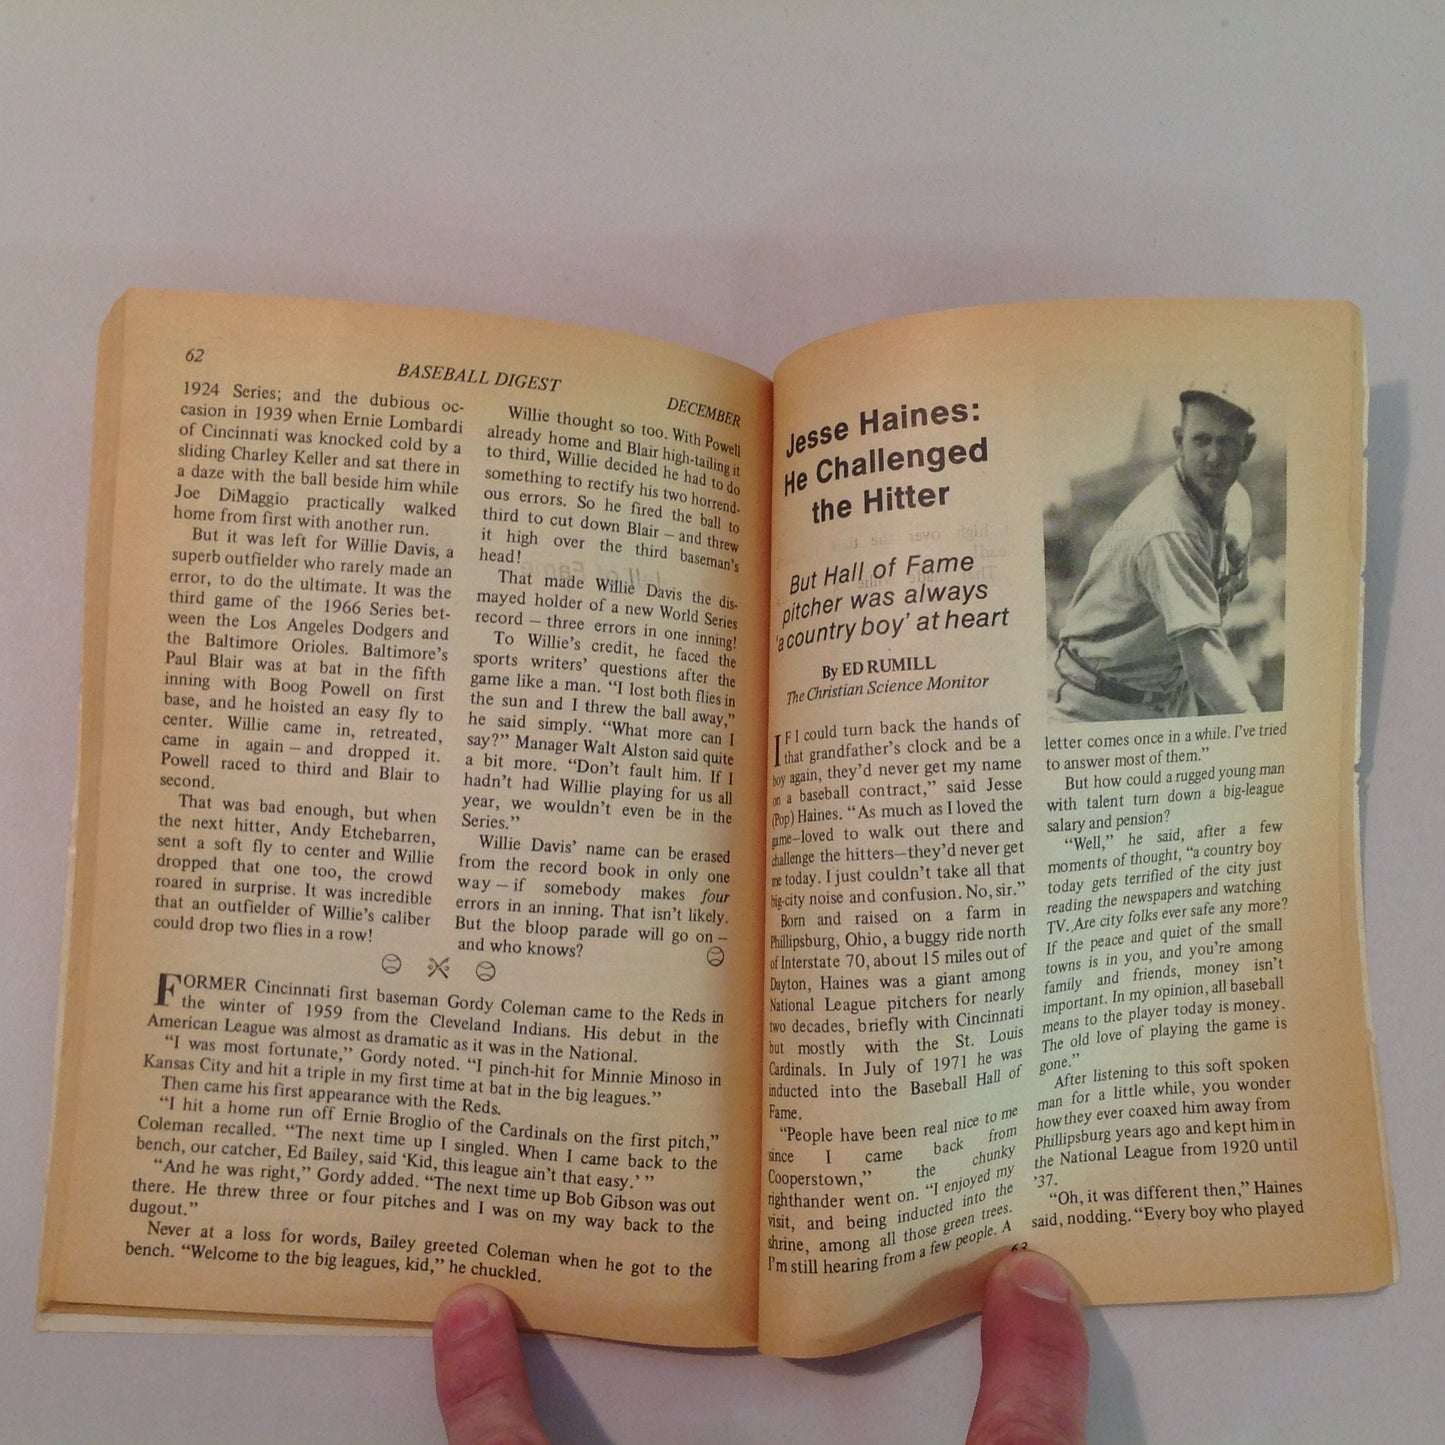 62
BASEBALL DIGEST
DECEMBER
1924 Series; and the dubious oc-
casion in 1939 when Ernie Lombardi
of Cincinnati was knocked cold by a
sliding Charley Keller and sat there in
a daze with the ball beside him while
Joe DiMaggio practically walked
home from first with another run.
But it was left for Willie Davis, a
superb outfielder who rarely made an
error, to do the ultimate. It was the
third game of the 1966 Series bet-
ween the Los Angeles Dodgers and
the Baltimore Orioles. Baltimore's
Paul Blair was at bat in the fifth
inning with Boog Powell on first
base, and he hoisted an easy fly to
center. Willie came in, retreated,
came in again — and dropped it.
Powell raced to third and Blair to
second.
That was bad enough, but when
the next hitter, Andy Etchebarren,
sent a soft fly to center and Willie
dropped that one too, the crowd
roared in surprise. It was incredible
that an outfielder of Willie's caliber
could drop two flies in a row!
Willie thought so too. With Powell
already home and Blair high-tailing it
to third, Willie decided he had to do
something to rectify his two horrend-
ous errors. So he fired the ball to
third to cut down Blair — and threw
it high over the third baseman's
head!
That made Willie Davis the dis-
mayed holder of a new World Series
record — three errors in one inning!
To Willie's credit, he faced the
sports writers' questions after the
game like a man. "I lost both flies in
the sun and I threw the ball away,"
he said simply. "What more can I
say?" Manager Walt Alston said quite
a bit more. "Don't fault him. If I
hadn't had Willie playing for us all
year, we wouldn't even be in the
Series."
Willie Davis' name can be erased
from the record book in only one
way — if somebody makes four
errors in an inning. That isn't likely.
But the bloop parade will go on —
and who knows?
FORMER Cincinnati first baseman Gordy Coleman came to the Reds in
the winter of 1959 from the Cleveland Indians. His debut in the
American League was almost as dramatic as it was in the National.
"I was most fortunate," Gordy noted. "I pinch-hit for Minnie Minoso in
Kansas City and hit a triple in my first time at bat in the big leagues."
Then came his first appearance with the Reds.
"I hit a home run off Ernie Broglio of the Cardinals on the first pitch,"
Coleman recalled. "The next time up I singled. When I came back to the
bench, our catcher, Ed Bailey, said 'Kid, this league ain't that easy.' "
"And he was right," Gordy added. "The next time up Bob Gibson was out
there. He threw three or four pitches and I was on my way back to the
dugout."
Never at a loss for words, Bailey greeted Coleman when he got to the
bench. "Welcome to the big leagues, kid," he chuckled.
Jesse Haines:
He Challenged
the Hitter
But Hall of Fame
pitcher was always
'a country boy' at heart
By ED RUMILL
The Christian Science Monitor
IF I could turn back the hands of
that grandfather's clock and be a
boy again, they'd never get my name
on a baseball contract," said Jesse
(Pop) Haines. "As much as I loved the
game—loved to walk out there and
challenge the hitters—they'd never get
me today. I just couldn't take all that
big-city noise and confusion. No, sir."
Born and raised on a farm in
Phillipsburg, Ohio, a buggy ride north
of Interstate 70, about 15 miles out of
Dayton, Haines was a giant among
National League pitchers for nearly
two decades, briefly with Cincinnati
but mostly with the St. Louis
Cardinals. In July of 1971 he was
inducted into the Baseball Hall of
Fame.
"People have been real nice to me
since I came back from
Cooperstown," the chunky
righthander went on. "I enjoyed my
visit, and being inducted into the
shrine, among all those green trees.
I'm still hearing from a few people. A
letter comes once in a while. I've tried
to answer most of them."
But how could a rugged young man
with talent turn down a big-league
salary and pension?
"Well," he said, after a few
moments of thought, "a country boy
today gets terrified of the city just
reading the newspapers and watching
TV. Are city folks ever safe any more?
If the peace and quiet of the small
towns is in you, and you're among
family and friends, money isn't
important. In my opinion, all baseball
means to the player today is money.
The old love of playing the game is
gone."
After listening to this soft spoken
man for a little while, you wonder
how they ever coaxed him away from
Phillipsburg years ago and kept him in
the National League from 1920 until
'37.
"Oh, it was different then," Haines
said, nodding. "Every boy who played